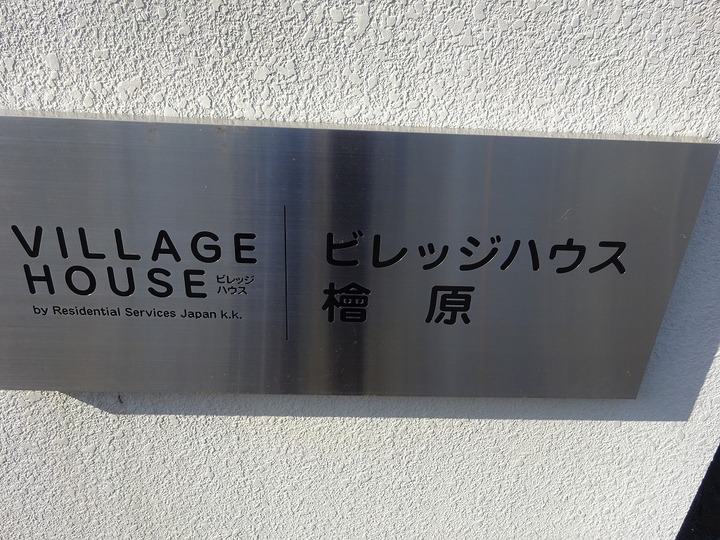 VILLAGE
HOUSE ビレッジ
ハウス
by Residential Services Japan k.k.
ビレッジハウス
檜 原